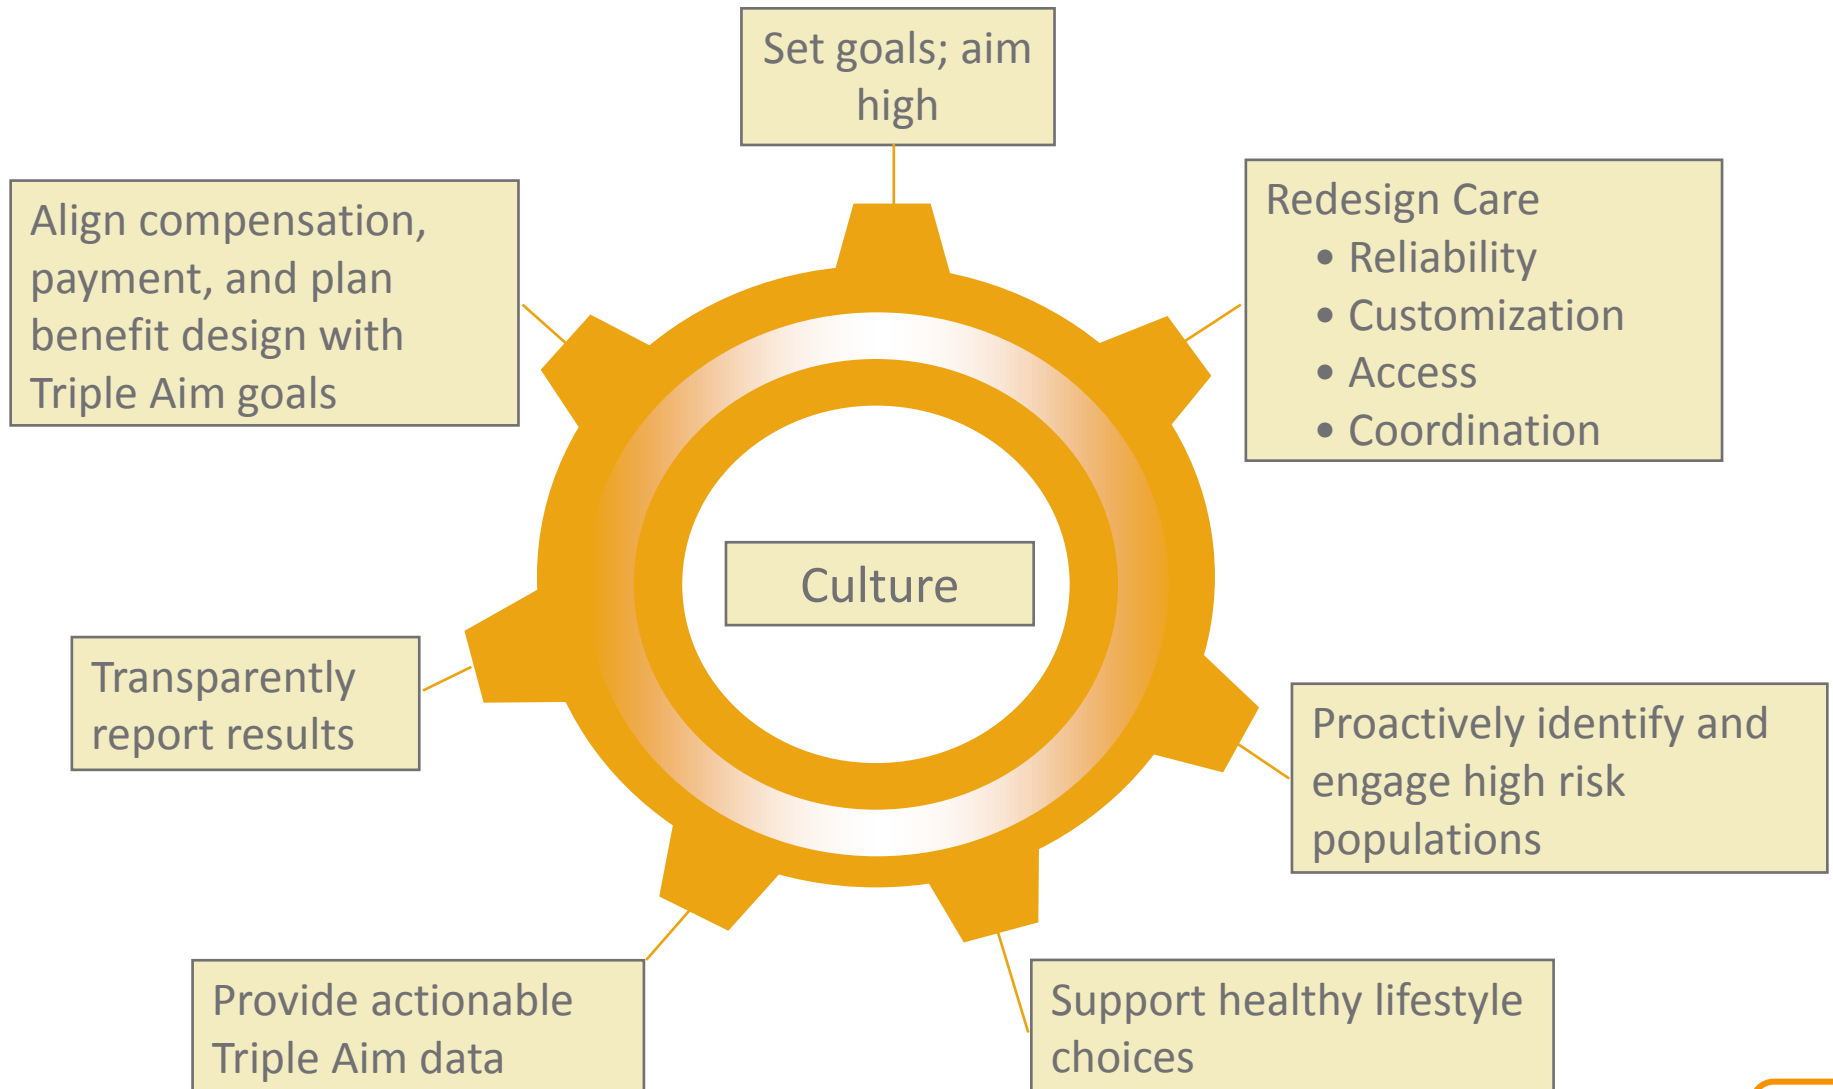 Set goals; aim
high
Redesign Care
• Reliability
• Customization
• Access
• Coordination
Proactively identify and
engage high risk
populations
Support healthy lifestyle
choices
Provide actionable
Triple Aim data
Transparently
report results
Align compensation,
payment, and plan
benefit design with
Triple Aim goals
Culture